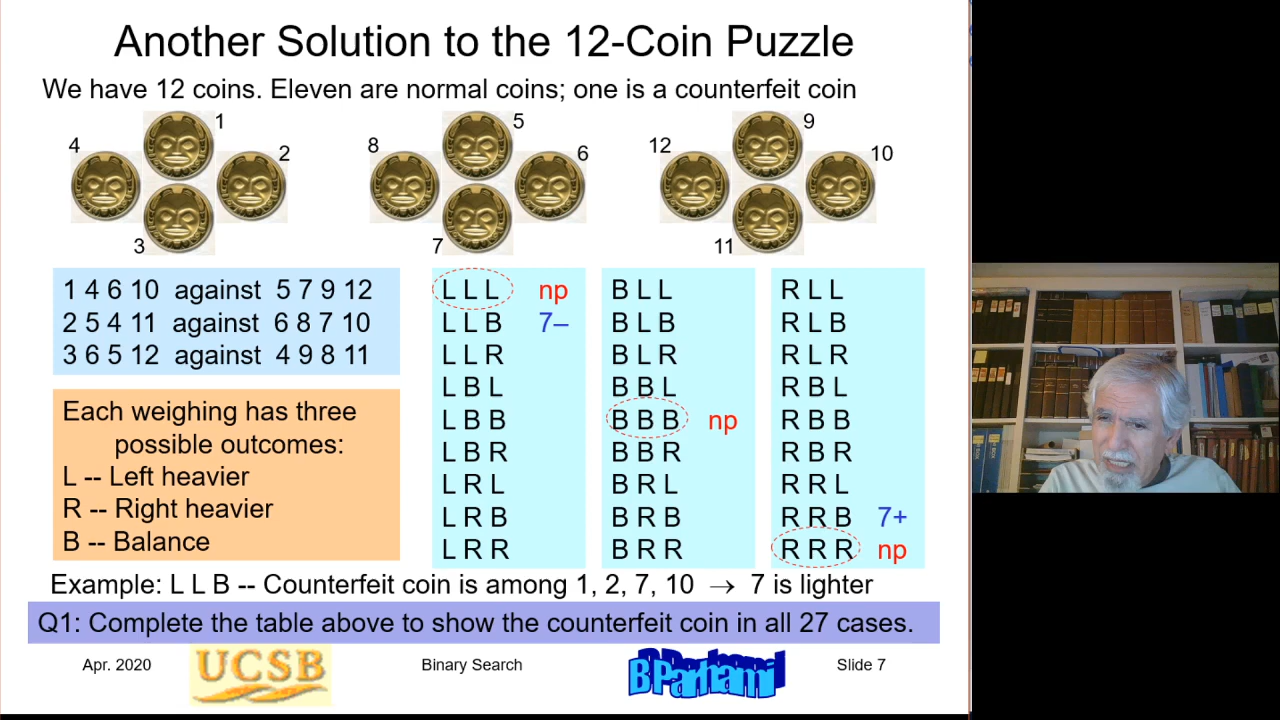 Another Solution to the 12-Coin Puzzle
We have 12 coins. Eleven are normal coins; one is a counterfeit coin
1
4
2
3
5
8
6
7
9
12
10
11
1 4 6 10 against 5 7 9 12
2 5 4 11 against 6 8 7 10
3 6 5 12 against 4 9 8 11
Each weighing has three
possible outcomes:
L -- Left heavier
R -- Right heavier
B -- Balance
L L L np
L L B 7–
L L R
L B L
L B B
L B R
L R L
L R B
L R R
B L L
B L B
B L R
B B L
B B B np
B B R
B R L
B R B
B R R
R L L
R L B
R L R
R B L
R B B
R B R
R R L
R R B 7+
R R R np
Example: L L B -- Counterfeit coin is among 1, 2, 7, 10 → 7 is lighter
Q1: Complete the table above to show the counterfeit coin in all 27 cases.
Apr. 2020
UCSB
Binary Search
B Parhami
Slide 7